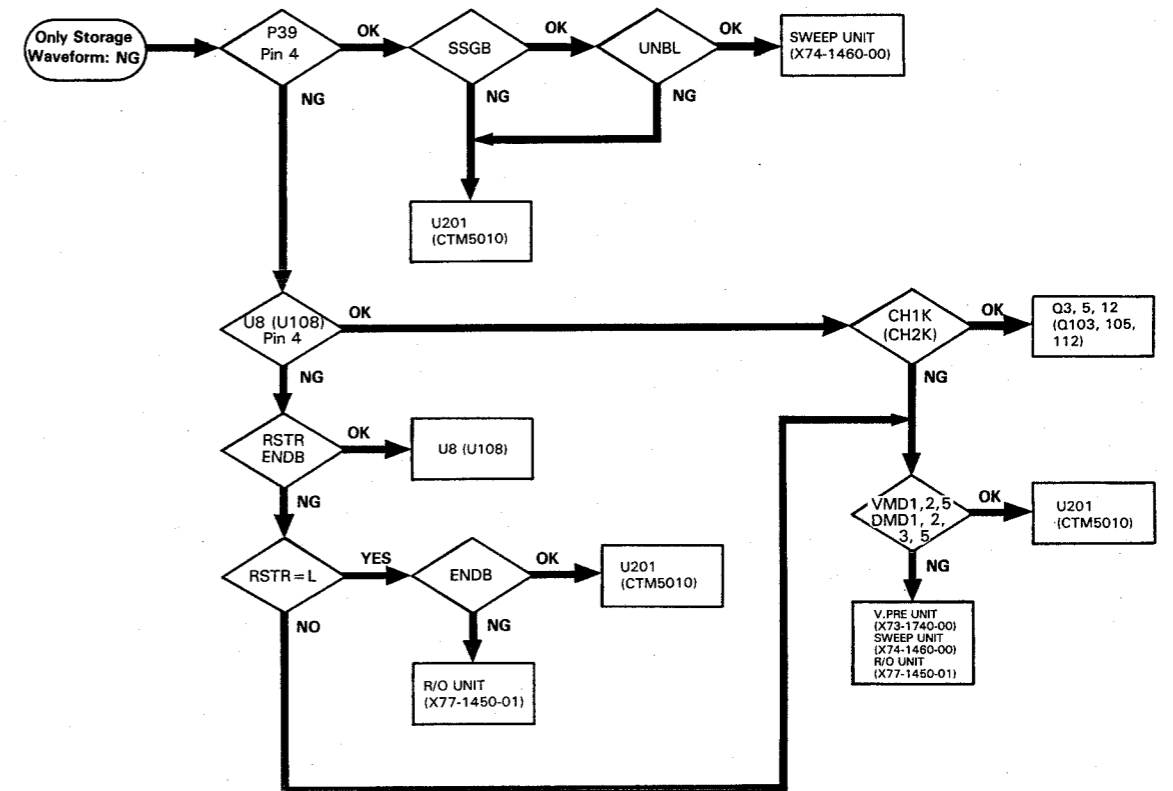 Only Storage
Waveform: NG
P39
Pin 4
OK
NG
SSGB
OK
NG
UNBL
OK
NG
SWEEP UNIT
(X74-1460-00)
U201
(CTM5010)
U8 (U108)
Pin 4
OK
NG
CH1K
(CH2K)
OK
NG
Q3, 5, 12
(Q103, 105,
112)
RSTR
ENDB
OK
NG
U8 (U108)
VMD1,2,5
DMD1, 2,
3, 5
OK
NG
U201
(CTM5010)
RSTR=L
YES
NO
ENDB
OK
NG
U201
(CTM5010)
R/O UNIT
(X77-1450-01)
V.PRE UNIT
(X73-1740-00)
SWEEP UNIT
(X74-1460-00)
R/O UNIT
(X77-1450-01)